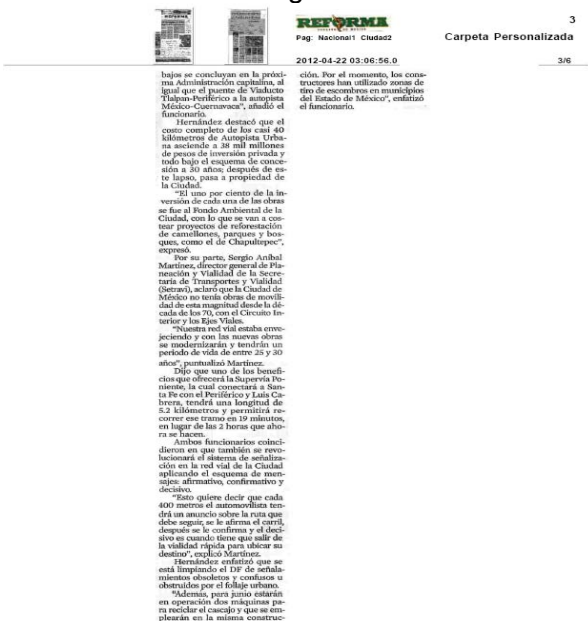 REFORMA
3
Pag: Nacional1 Ciudad2
Carpeta Personalizada
2012-04-22 03:06:56.0
3/6
bajos se concluyan en la próxi-
ma Administración capitalina, al
igual que el puente de Viaducto
Tlalpan-Periférico a la autopista
México-Cuernavaca", añadió el
funcionario.
Hernández destacó que el
costo completo de los casi 40
kilómetros de Autopista Urba-
na asciende a 38 mil millones
de pesos de inversión privada y
todo bajo el esquema de conce-
sión a 30 años; después de es-
te lapso, pasa a propiedad de
la Ciudad.
"El uno por ciento de la in-
versión de cada una de las obras
se fue al Fondo Ambiental de la
Ciudad, con lo que se van a cos-
tear proyectos de reforestación
de camellones, parques y bos-
ques, como el de Chapultepec",
expresó.
Por su parte, Sergio Aníbal
Martínez, director general de Pla-
neación y Vialidad de la Secre-
taría de Transportes y Vialidad
(Setravi), aclaró que la Ciudad de
México no tenía obras de movili-
dad de esta magnitud desde la dé-
cada de los 70, con el Circuito In-
terior y los Ejes Viales.
"Nuestra red vial estaba enve-
jeciendo y con las nuevas obras
se modernizarán y tendrán un
periodo de vida de entre 25 y 30
años", puntualizó Martínez.
Dijo que uno de los benefi-
cios que ofrecerá la Supervía Po-
niente, la cual conectará a San-
ta Fe con el Periférico y Luis Ca-
brera, tendrá una longitud de
5.2 kilómetros y permitirá re-
correr ese tramo en 19 minutos,
en lugar de las 2 horas que aho-
ra se hacen.
Ambos funcionarios coinci-
dieron en que también se revo-
lucionará el sistema de señaliza-
ción en la red vial de la Ciudad
aplicando el esquema de men-
sajes: afirmativo, confirmativo y
decisivo.
"Esto quiere decir que cada
400 metros el automovilista ten-
drá un anuncio sobre la ruta que
debe seguir, se le afirma el carril,
después se le confirma y el deci-
sivo es cuando tiene que salir de
la vialidad rápida para ubicar su
destino", explicó Martínez.
Hernández enfatizó que se
está limpiando el DF de señala-
mientos obsoletos y confusos u
obstruidos por el follaje urbano.
"Además, para junio estarán
en operación dos máquinas pa-
ra reciclar el cascajo y que se em-
plearán en la misma construc-
ción. Por el momento, los cons-
tructores han utilizado zonas de
tiro de escombros en municipios
del Estado de México", enfatizó
el funcionario.